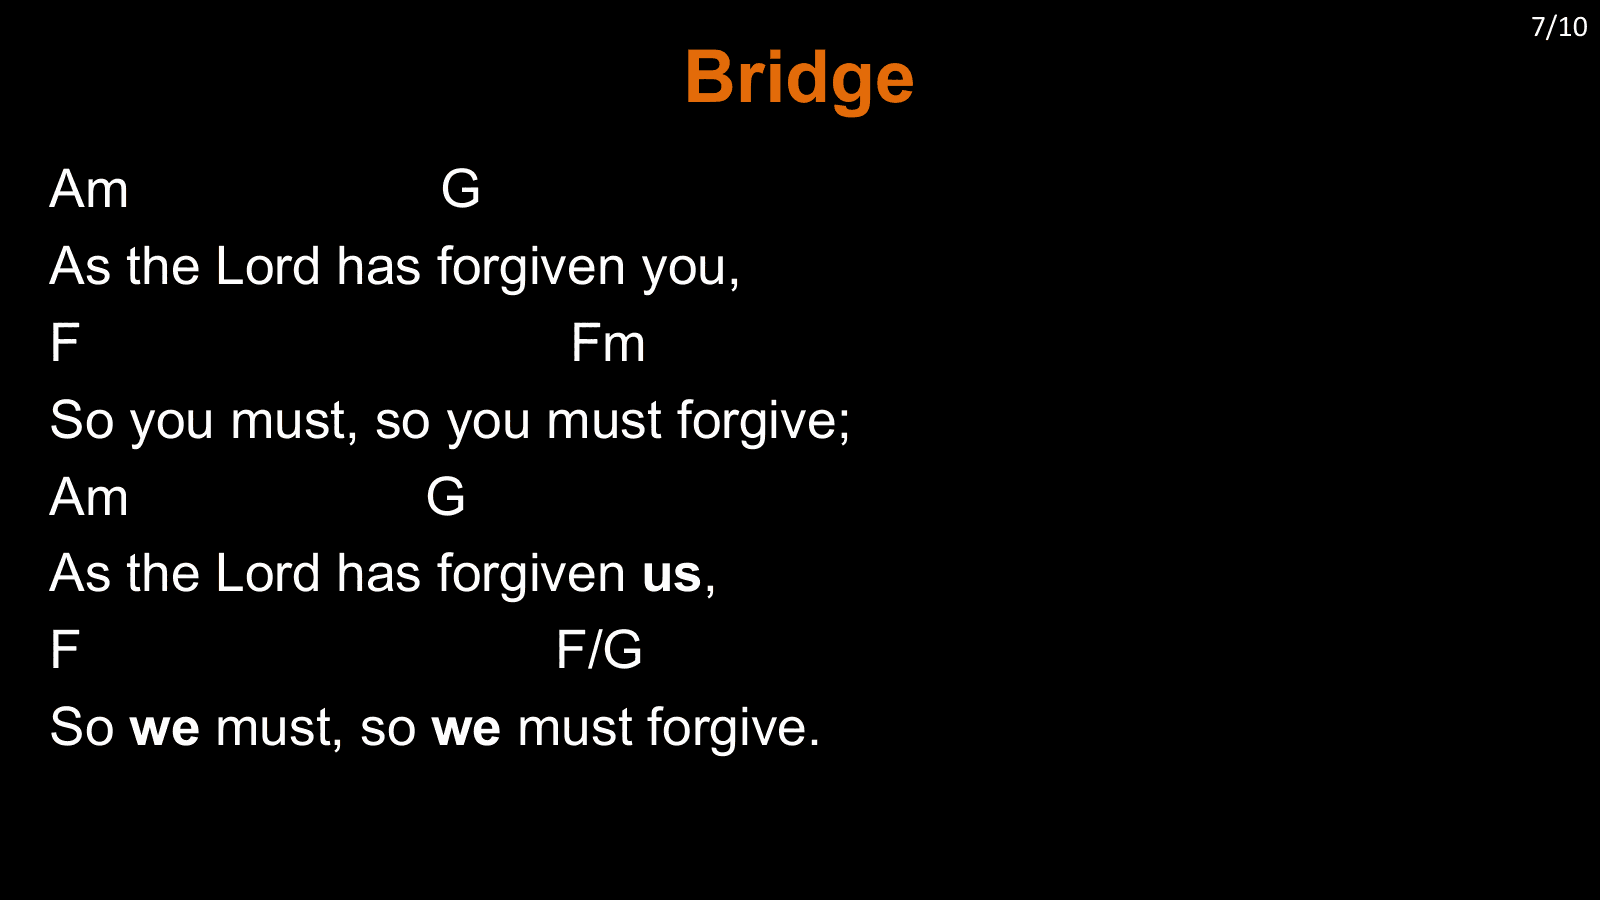 7/10
Bridge
Am G
As the Lord has forgiven you,
F Fm
So you must, so you must forgive;
Am G
As the Lord has forgiven us,
F F/G
So we must, so we must forgive.